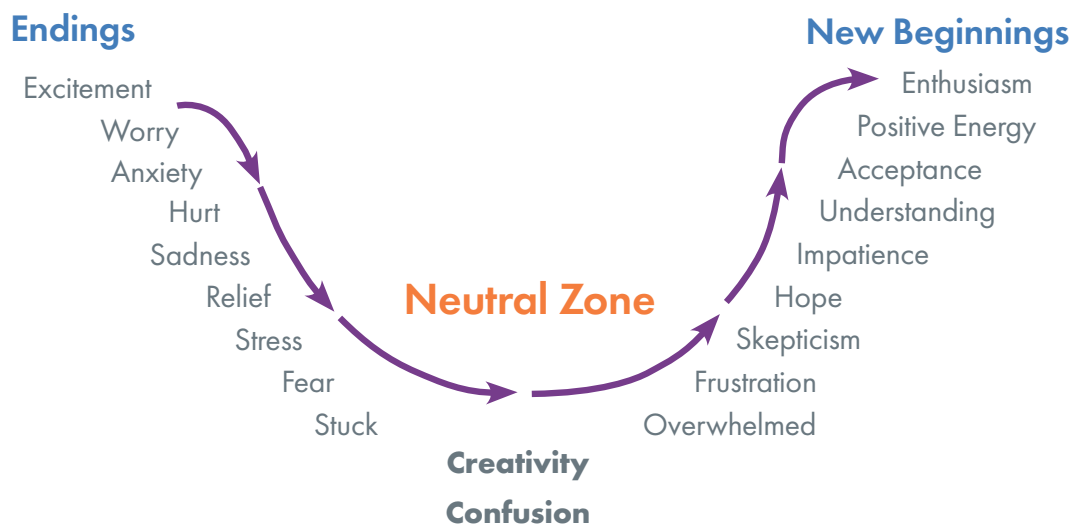 Endings
Excitement
Worry
Anxiety
Hurt
Sadness
Relief
Stress
Fear
Stuck
Neutral Zone
Creativity
Confusion
New Beginnings
Enthusiasm
Positive Energy
Acceptance
Understanding
Impatience
Hope
Skepticism
Frustration
Overwhelmed